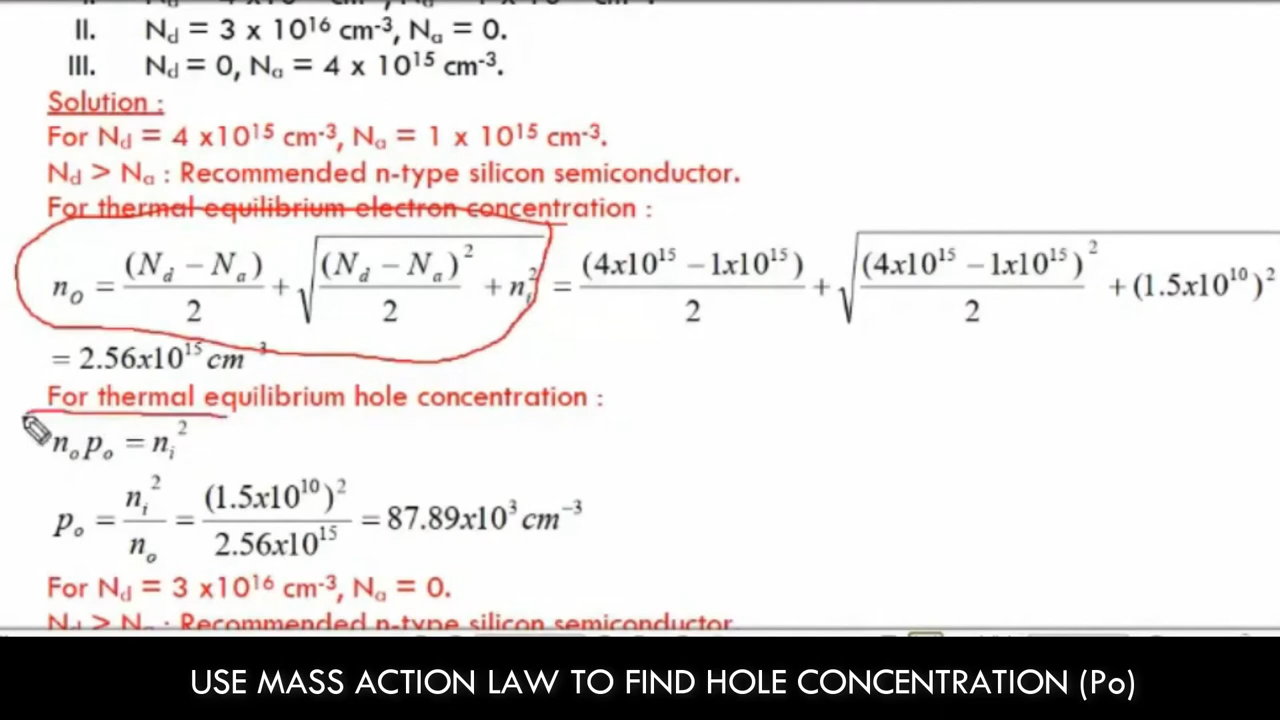 II. N_d = 3 x 10^16 cm^-3, N_a = 0.
III. N_d = 0, N_a = 4 x 10^15 cm^-3.
Solution :
For N_d = 4 x10^15 cm^-3, N_a = 1 x 10^15 cm^-3.
N_d > N_a : Recommended n-type silicon semiconductor.
For thermal equilibrium electron concentration :
n_O = (N_d − N_a)/2 + √((N_d − N_a)^2/2 + n_i^2) = (4x10^15 − 1x10^15)/2 + √((4x10^15 − 1x10^15)^2/2 + (1.5x10^10)^2)
= 2.56x10^15 cm^-3
For thermal equilibrium hole concentration :
n_o p_o = n_i^2
p_o = n_i^2/n_o = (1.5x10^10)^2/2.56x10^15 = 87.89x10^3 cm^−3
For N_d = 3 x10^16 cm^-3, N_a = 0.
N_d > N_a : Recommended n-type silicon semiconductor.
USE MASS ACTION LAW TO FIND HOLE CONCENTRATION (Po)